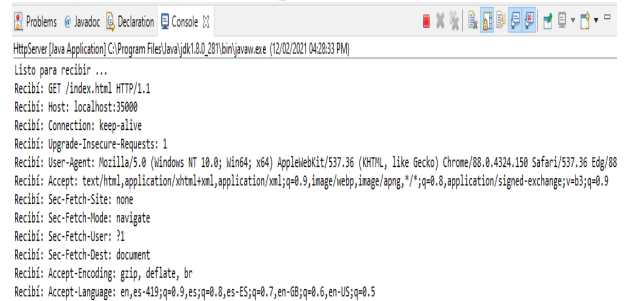 Problems @ Javadoc Declaration Console
HttpServer [Java Application] C:\Program Files\Java\jdk1.8.0_281\bin\javaw.exe (12/02/2021 04:28:33 PM)
Listo para recibir ...
Recibí: GET /index.html HTTP/1.1
Recibí: Host: localhost:35000
Recibí: Connection: keep-alive
Recibí: Upgrade-Insecure-Requests: 1
Recibí: User-Agent: Mozilla/5.0 (Windows NT 10.0; Win64; x64) AppleWebKit/537.36 (KHTML, like Gecko) Chrome/88.0.4324.150 Safari/537.36 Edg/88
Recibí: Accept: text/html,application/xhtml+xml,application/xml;q=0.9,image/webp,image/apng,*/*;q=0.8,application/signed-exchange;v=b3;q=0.9
Recibí: Sec-Fetch-Site: none
Recibí: Sec-Fetch-Mode: navigate
Recibí: Sec-Fetch-User: ?1
Recibí: Sec-Fetch-Dest: document
Recibí: Accept-Encoding: gzip, deflate, br
Recibí: Accept-Language: en,es-419;q=0.9,es;q=0.8,es-ES;q=0.7,en-GB;q=0.6,en-US;q=0.5